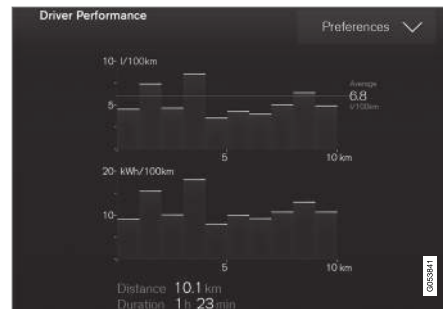 Driver Performance
Preferences
10- l/100km
Average
6.8
l/100km
5-
5
10 km
20- kWh/100km
10-
5
10 km
Distance 10.1 km
Duration 1 h 23 min
G053841